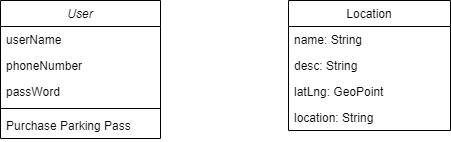 User
userName
phoneNumber
passWord
Purchase Parking Pass
Location
name: String
desc: String
latLng: GeoPoint
location: String